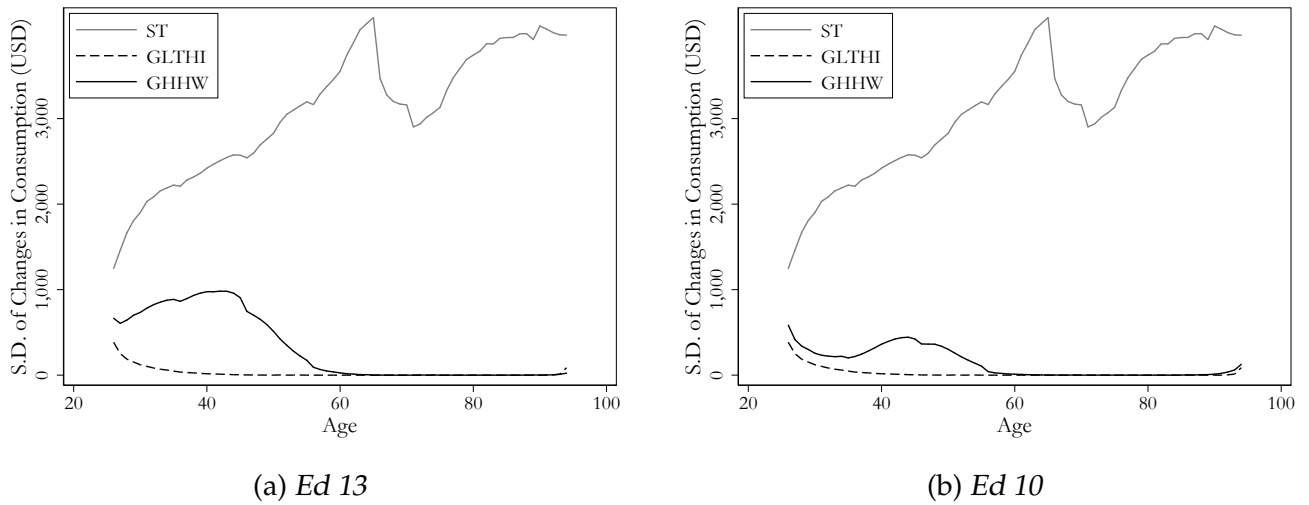 S.D. of Changes in Consumption (USD)
0
1,000
2,000
3,000
ST
GLTHI
GHHW
20
40
60
80
100
Age
(a) Ed 13
S.D. of Changes in Consumption (USD)
0
1,000
2,000
3,000
ST
GLTHI
GHHW
20
40
60
80
100
Age
(b) Ed 10